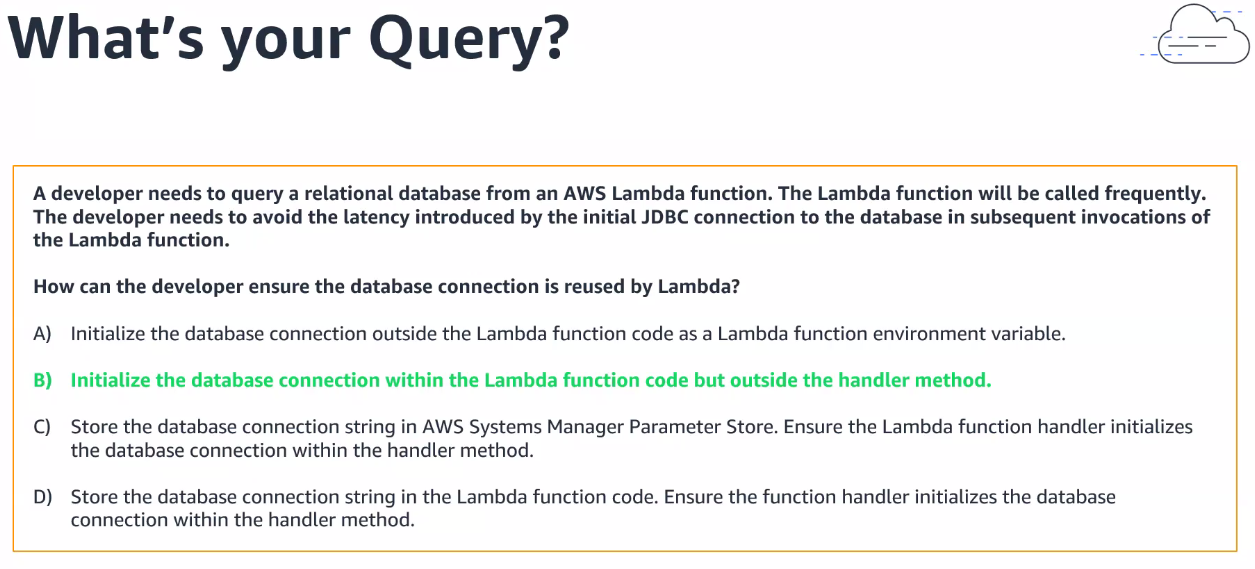 What’s your Query?
A developer needs to query a relational database from an AWS Lambda function. The Lambda function will be called frequently.
The developer needs to avoid the latency introduced by the initial JDBC connection to the database in subsequent invocations of
the Lambda function.
How can the developer ensure the database connection is reused by Lambda?
A) Initialize the database connection outside the Lambda function code as a Lambda function environment variable.
B) Initialize the database connection within the Lambda function code but outside the handler method.
C) Store the database connection string in AWS Systems Manager Parameter Store. Ensure the Lambda function handler initializes
the database connection within the handler method.
D) Store the database connection string in the Lambda function code. Ensure the function handler initializes the database
connection within the handler method.